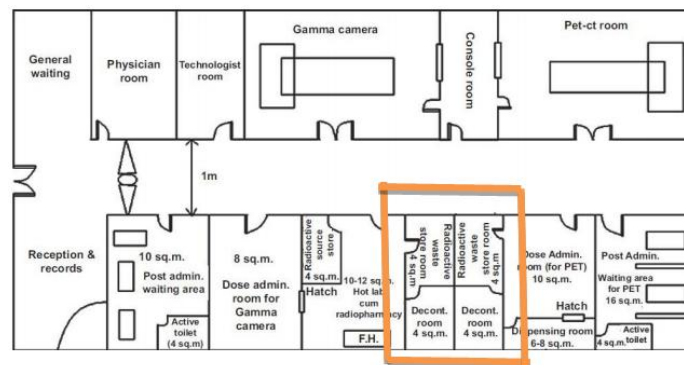 General
waiting
Physician
room
Technologist
room
Gamma camera
Console room
Pet-ct room
1m
Reception &
records
10 sq.m.
Post admin.
waiting area
Active
toilet
(4 sq.m)
8 sq.m.
Dose admin.
room for
Gamma
camera
Radioactive
source
store
4 sq.m.
Hatch
10-12 sq.m.
Hot lab
cum
radiopharmacy
F.H.
Radioactive
waste
store room
4 sq.m
Decont.
room
4 sq.m.
Radioactive
waste
store room
4 sq.m
Decont.
room
4 sq.m.
Dose Admin.
room (for PET)
10 sq.m.
Hatch
Dispensing room
6-8 sq.m.
Post Admin.
Waiting area
for PET
16 sq.m.
4 sq.m.
Active
toilet